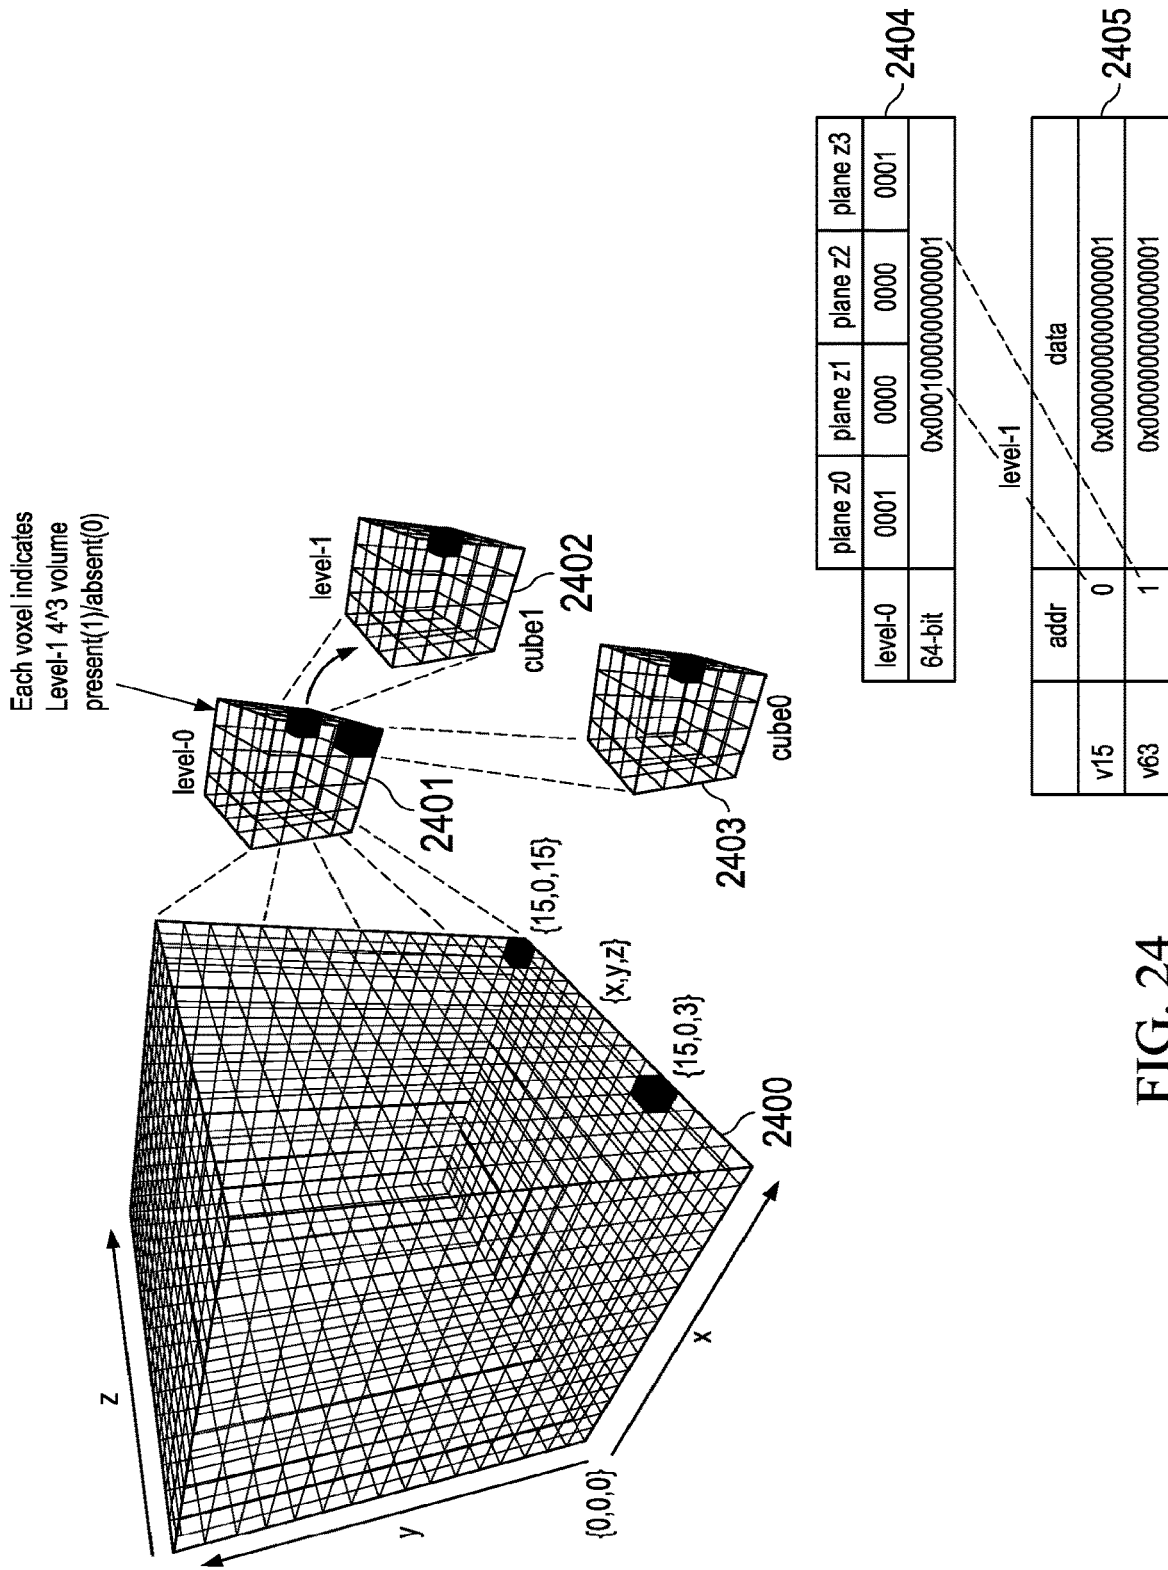 Each voxel indicates
Level-1 4^3 volume
present(1)/absent(0)
z
y
x
{0,0,0}
{15,0,3}
{x,y,z}
{15,0,15}
2400
level-0
2401
level-1
cube1
2402
cube0
2403
plane z0 plane z1 plane z2 plane z3
level-0 0001 0000 0000 0001
64-bit 0x0001000000000001
2404
level-1
addr data
v15 0 0x0000000000000001
v63 1 0x0000000000000001
2405
FIG. 24